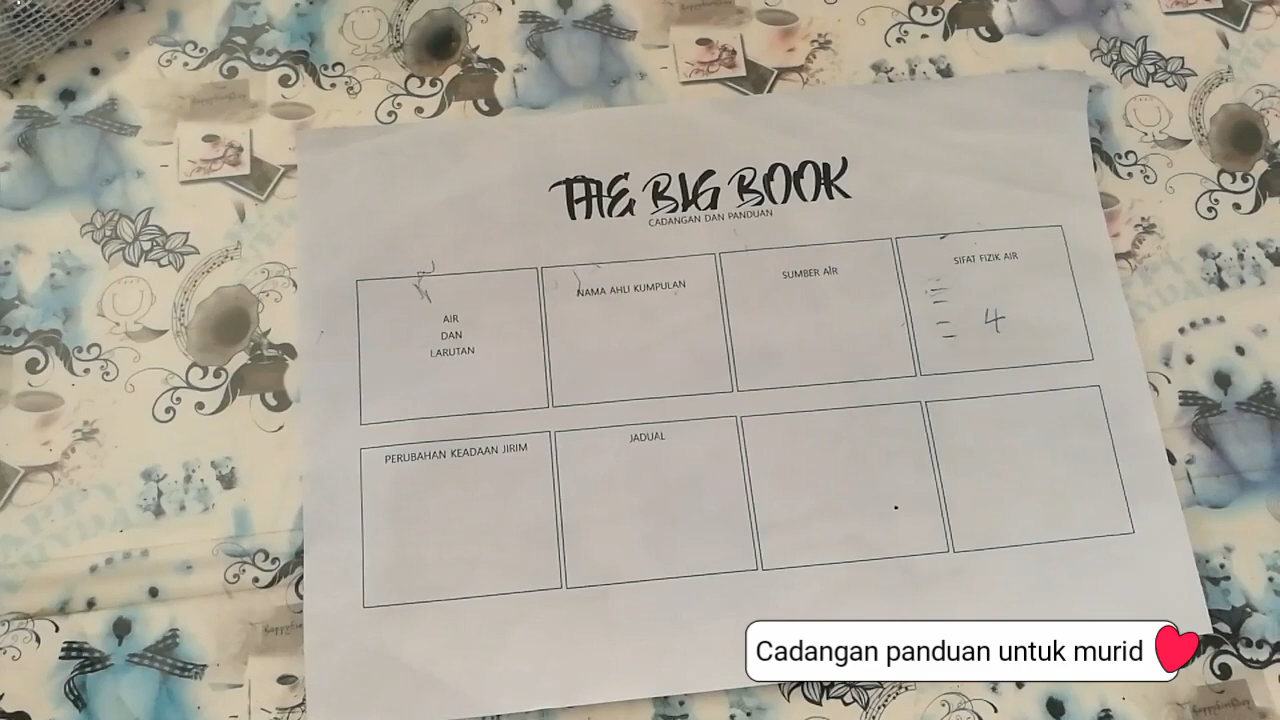 THE BIG BOOK
CADANGAN DAN PANDUAN
AIR
DAN
LARUTAN
NAMA AHLI KUMPULAN
SUMBER AIR
SIFAT FIZIK AIR
4
PERUBAHAN KEADAAN JIRIM
JADUAL
Cadangan panduan untuk murid